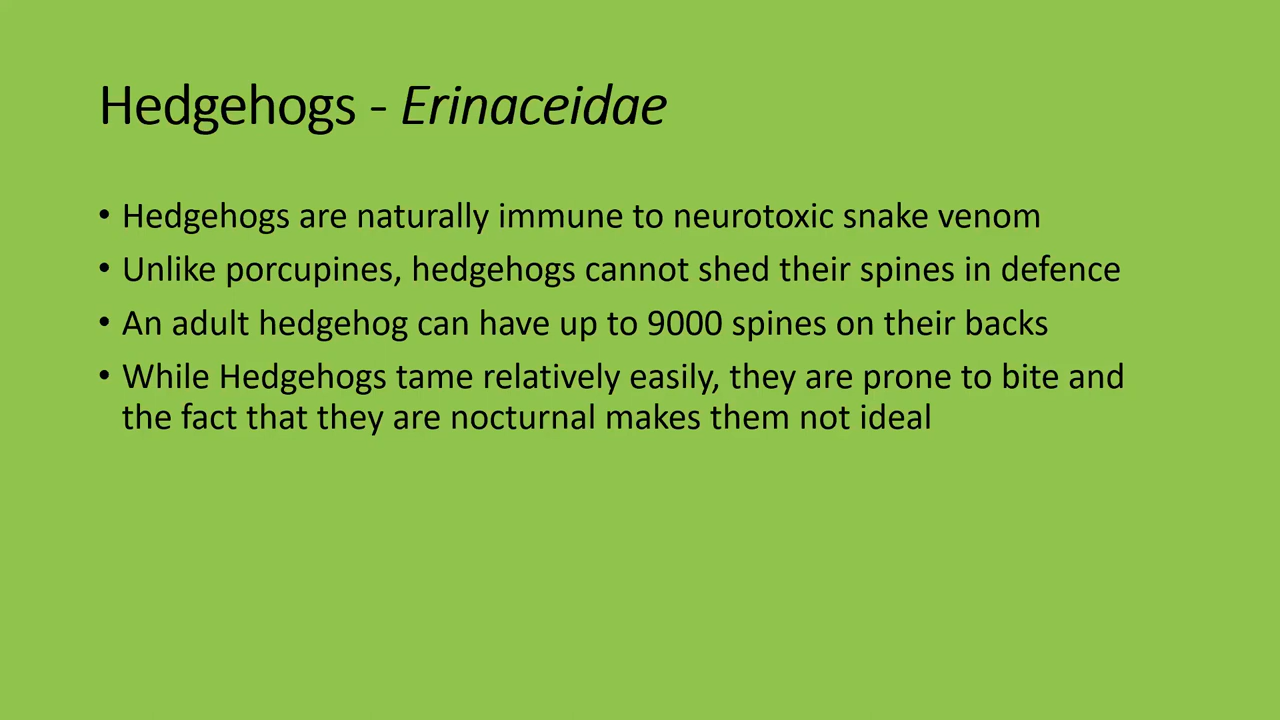 Hedgehogs - Erinaceidae
• Hedgehogs are naturally immune to neurotoxic snake venom
• Unlike porcupines, hedgehogs cannot shed their spines in defence
• An adult hedgehog can have up to 9000 spines on their backs
• While Hedgehogs tame relatively easily, they are prone to bite and
the fact that they are nocturnal makes them not ideal